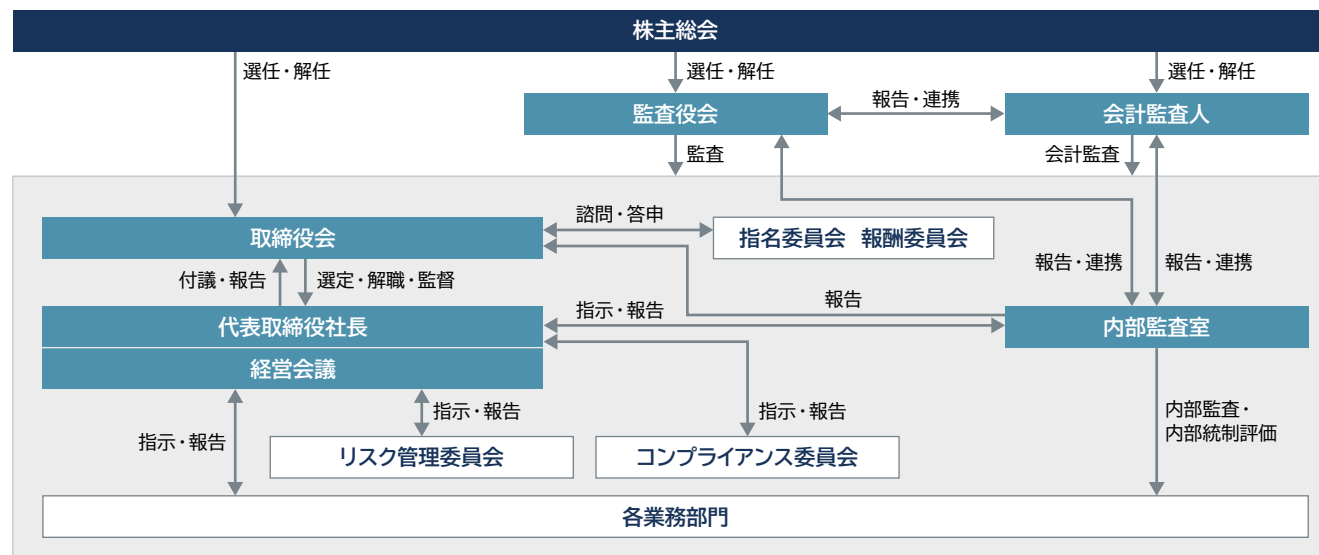 株主総会
選任・解任
選任・解任
選任・解任
監査役会
報告・連携
会計監査人
監査
会計監査
取締役会
諮問・答申
指名委員会 報酬委員会
付議・報告
選定・解職・監督
報告・連携
報告・連携
代表取締役社長
指示・報告
報告
内部監査室
経営会議
指示・報告
指示・報告
指示・報告
内部監査・
内部統制評価
リスク管理委員会
コンプライアンス委員会
各業務部門